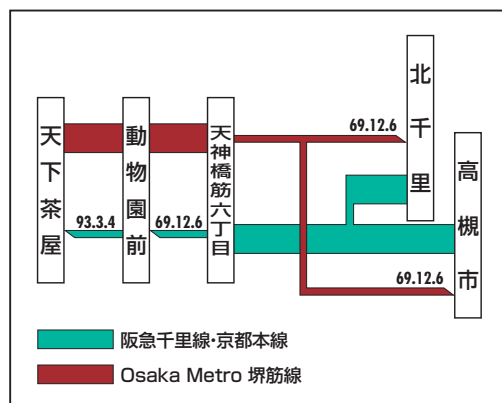 北千里
高槻市
天下茶屋
動物園前
天神橋筋六丁目
69.12.6
93.3.4
69.12.6
69.12.6
阪急千里線・京都本線
Osaka Metro 堺筋線